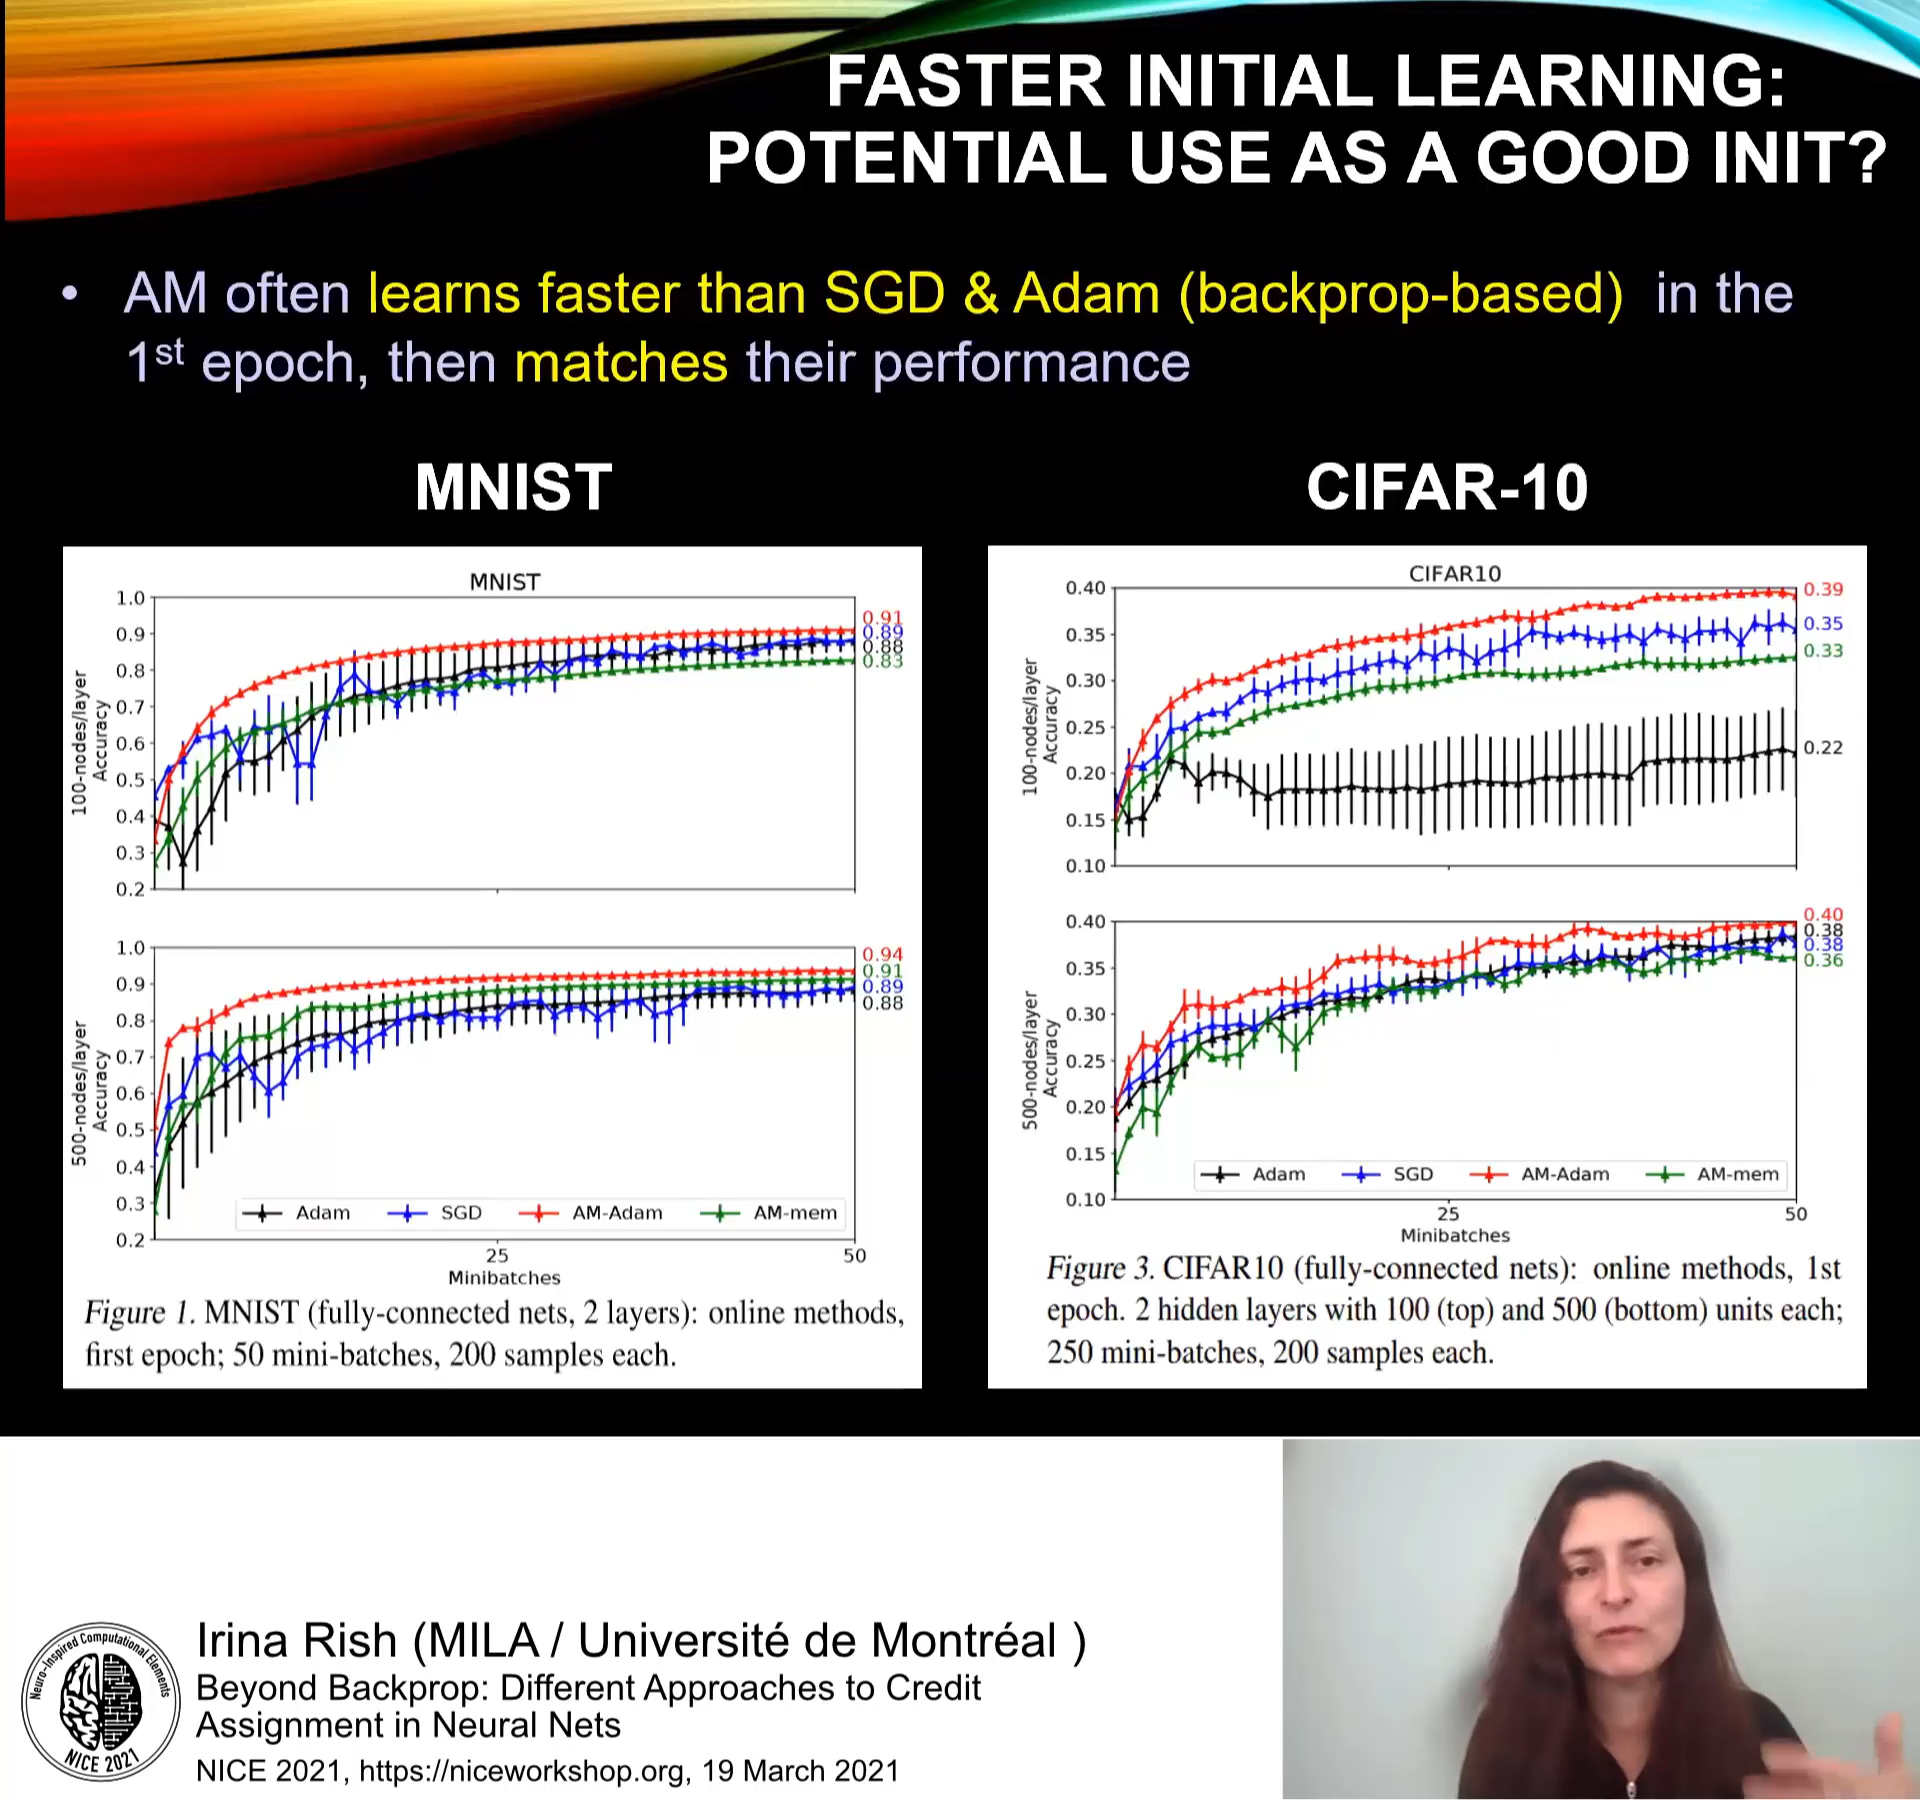 FASTER INITIAL LEARNING:
POTENTIAL USE AS A GOOD INIT?
• AM often learns faster than SGD & Adam (backprop-based) in the
1st epoch, then matches their performance
MNIST
MNIST
1.0
0.9
0.8
0.7
0.6
0.5
0.4
0.3
0.2
100-nodes/layer
Accuracy
0.91
0.89
0.88
0.83
1.0
0.9
0.8
0.7
0.6
0.5
0.4
0.3
0.2
500-nodes/layer
Accuracy
0.94
0.91
0.89
0.88
Adam SGD AM-Adam AM-mem
25 50
Minibatches
Figure 1. MNIST (fully-connected nets, 2 layers): online methods,
first epoch; 50 mini-batches, 200 samples each.
CIFAR-10
CIFAR10
0.40
0.35
0.30
0.25
0.20
0.15
0.10
100-nodes/layer
Accuracy
0.39
0.35
0.33
0.22
0.40
0.35
0.30
0.25
0.20
0.15
0.10
500-nodes/layer
Accuracy
0.40
0.38
0.38
0.36
Adam SGD AM-Adam AM-mem
25 50
Minibatches
Figure 3. CIFAR10 (fully-connected nets): online methods, 1st
epoch. 2 hidden layers with 100 (top) and 500 (bottom) units each;
250 mini-batches, 200 samples each.
Neuro-Inspired Computational Elements
NICE 2021
Irina Rish (MILA / Université de Montréal )
Beyond Backprop: Different Approaches to Credit
Assignment in Neural Nets
NICE 2021, https://niceworkshop.org, 19 March 2021